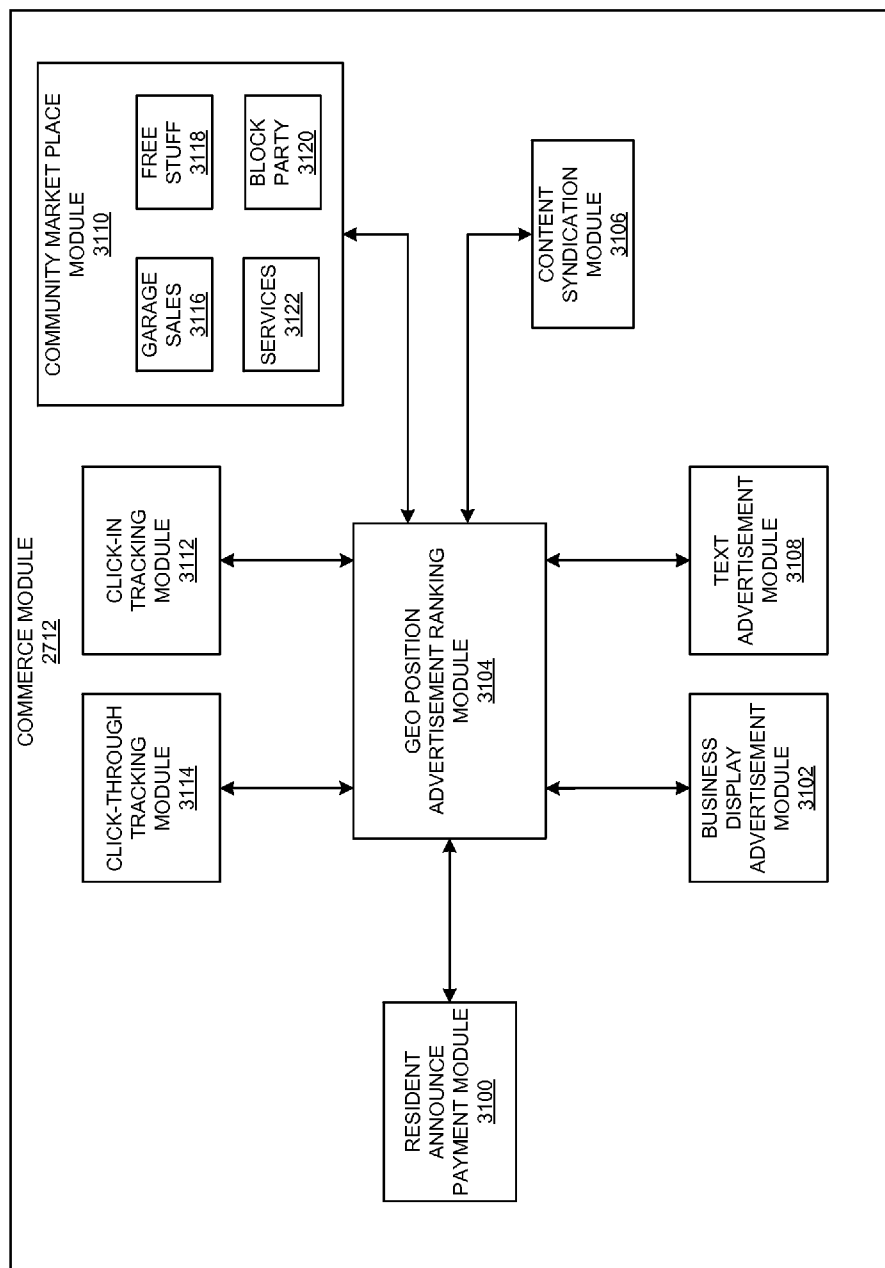 COMMERCE MODULE
2712
CLICK-THROUGH
TRACKING
MODULE
3114
CLICK-IN
TRACKING
MODULE
3112
COMMUNITY MARKET PLACE
MODULE
3110
GARAGE
SALES
3116
FREE
STUFF
3118
SERVICES
3122
BLOCK
PARTY
3120
RESIDENT
ANNOUNCE
PAYMENT MODULE
3100
GEO POSITION
ADVERTISEMENT RANKING
MODULE
3104
CONTENT
SYNDICATION
MODULE
3106
BUSINESS
DISPLAY
ADVERTISEMENT
MODULE
3102
TEXT
ADVERTISEMENT
MODULE
3108